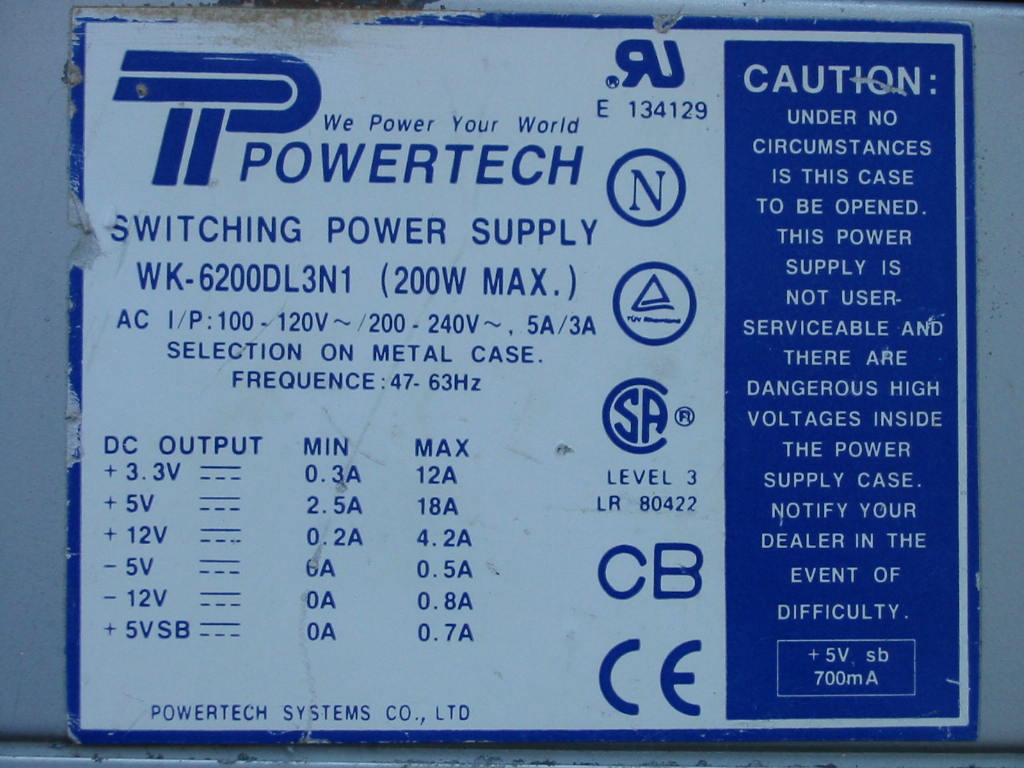 We Power Your World
POWERTECH
SWITCHING POWER SUPPLY
WK-6200DL3N1 (200W MAX.)
AC I/P: 100 - 120V ~ / 200 - 240V ~, 5A/3A
SELECTION ON METAL CASE.
FREQUENCE: 47- 63Hz
DC OUTPUT MIN MAX
+ 3.3V 0.3A 12A
+ 5V 2.5A 18A
+ 12V 0.2A 4.2A
- 5V 0A 0.5A
- 12V 0A 0.8A
+ 5VSB 0A 0.7A
POWERTECH SYSTEMS CO., LTD
RU ®
E 134129
N
SA ®
LEVEL 3
LR 80422
CB
CE
CAUTION:
UNDER NO
CIRCUMSTANCES
IS THIS CASE
TO BE OPENED.
THIS POWER
SUPPLY IS
NOT USER-
SERVICEABLE AND
THERE ARE
DANGEROUS HIGH
VOLTAGES INSIDE
THE POWER
SUPPLY CASE.
NOTIFY YOUR
DEALER IN THE
EVENT OF
DIFFICULTY.
+ 5V sb
700mA